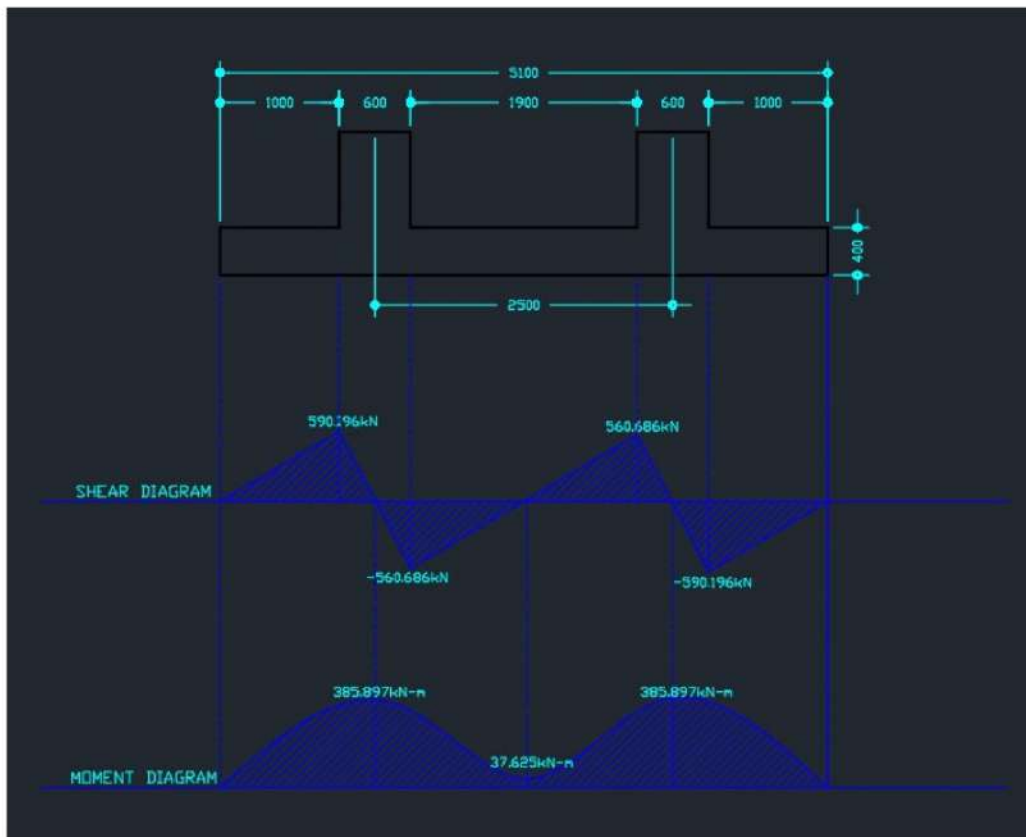 5100
1000 600 1900 600 1000
400
2500
590.196kN 560.686kN
SHEAR DIAGRAM
-560.686kN -590.196kN
385.897kN-m 385.897kN-m
37.625kN-m
MOMENT DIAGRAM